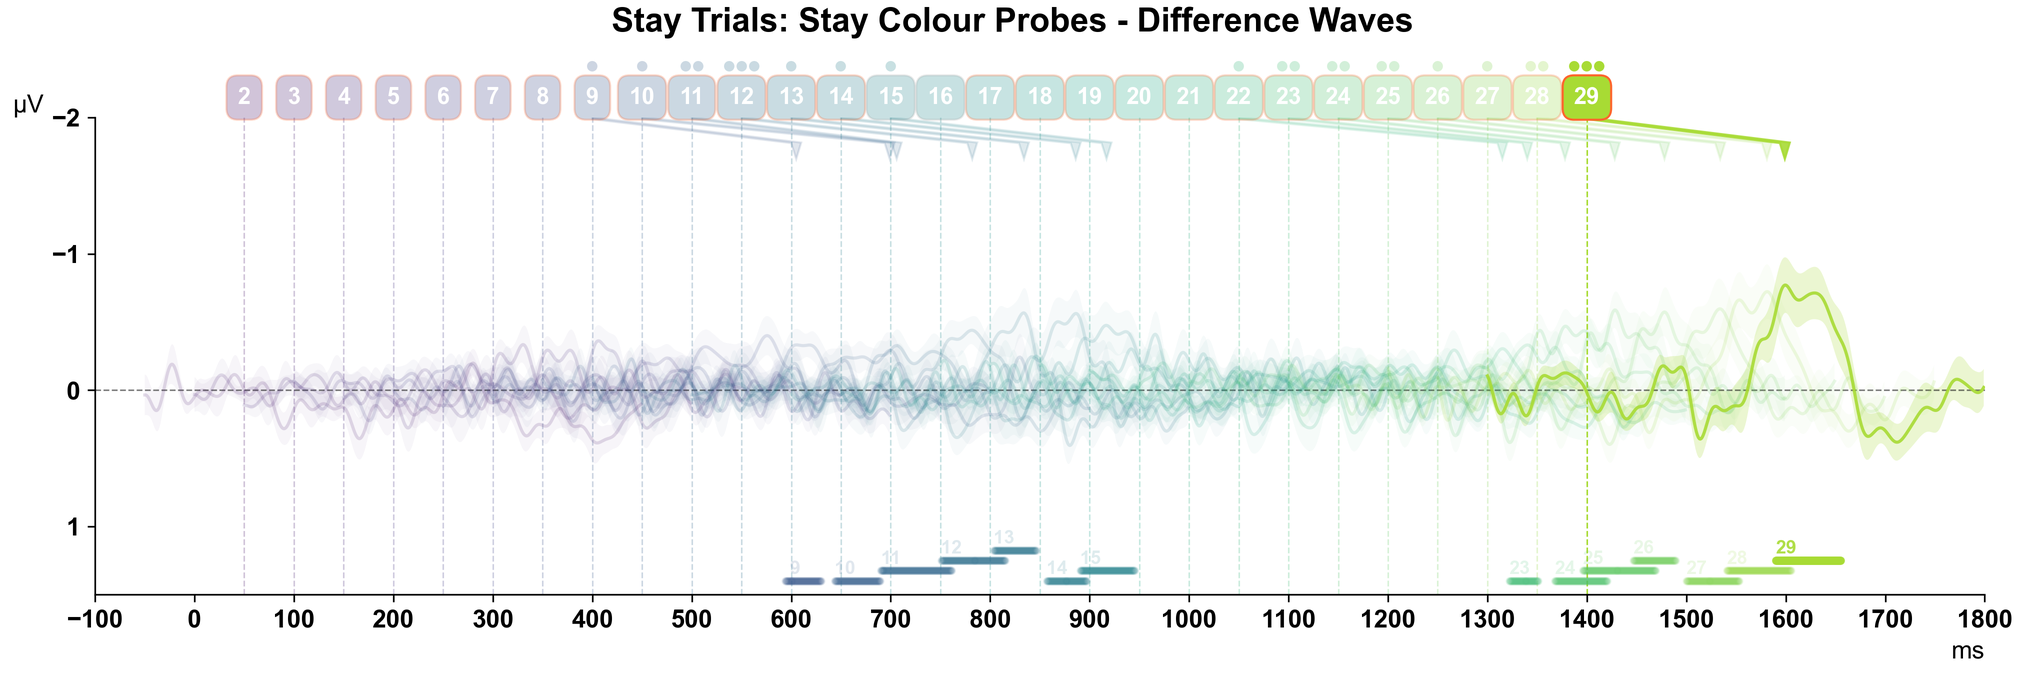 Stay Trials: Stay Colour Probes - Difference Waves
µV
2 3 4 5 6 7 8 9 10 11 12 13 14 15 16 17 18 19 20 21 22 23 24 25 26 27 28 29
−2
−1
0
1
13
11 12 15 25 26 28 29
9 10 14 23 24 27
−100 0 100 200 300 400 500 600 700 800 900 1000 1100 1200 1300 1400 1500 1600 1700 1800
ms